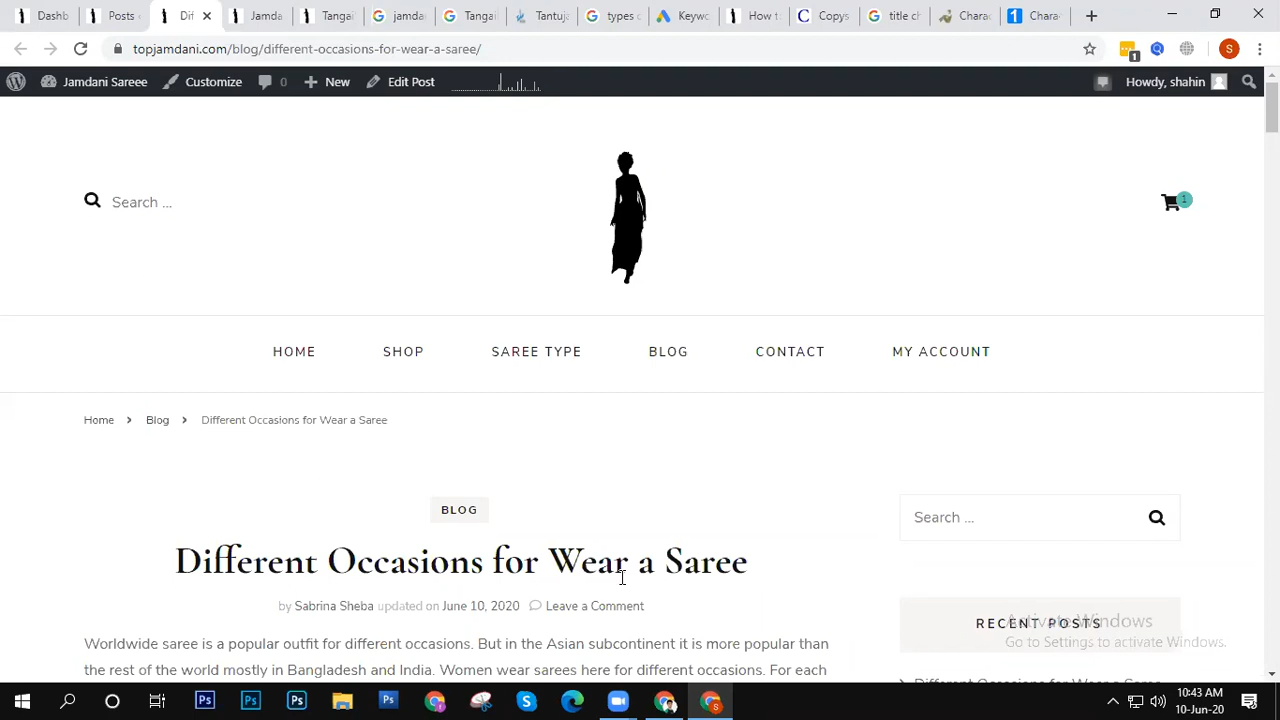 Dashb
Posts
Dif
Jamda
Tangai
jamda
Tangail
Tantuja
types o
Keywo
How t
Copys
title ch
Charac
Chara
topjamdani.com/blog/different-occasions-for-wear-a-saree/
1
S
Jamdani Sareee
Customize
0
New
Edit Post
Howdy, shahin
Search ...
1
HOME
SHOP
SAREE TYPE
BLOG
CONTACT
MY ACCOUNT
Home > Blog > Different Occasions for Wear a Saree
BLOG
Different Occasions for Wear a Saree
by Sabrina Sheba updated on June 10, 2020 Leave a Comment
Worldwide saree is a popular outfit for different occasions. But in the Asian subcontinent it is more popular than
the rest of the world mostly in Bangladesh and India. Women wear sarees here for different occasions. For each
Search ...
RECENT POSTS
Different Occasions for Wear a Saree
Activate Windows
Go to Settings to activate Windows.
10:43 AM
10-Jun-20